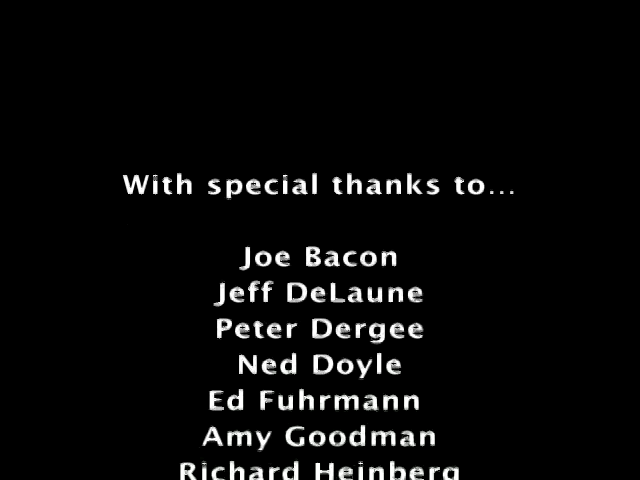 With special thanks to...
Joe Bacon
Jeff DeLaune
Peter Dergee
Ned Doyle
Ed Fuhrmann
Amy Goodman
Richard Heinberg